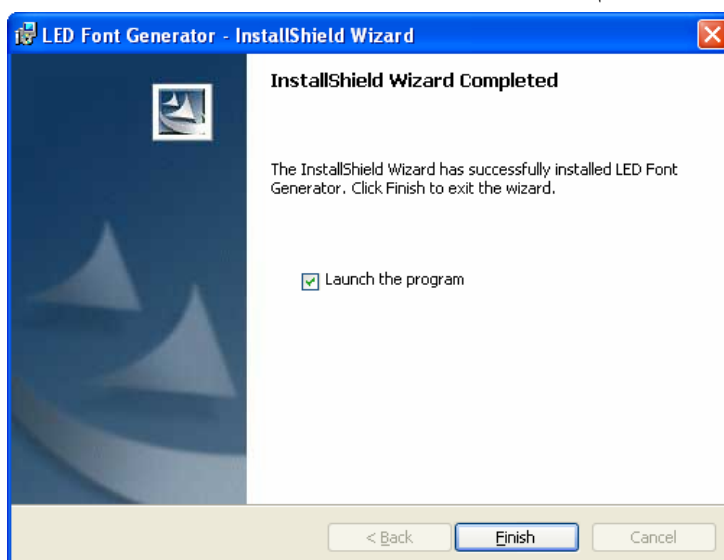 LED Font Generator - InstallShield Wizard
InstallShield Wizard Completed
The InstallShield Wizard has successfully installed LED Font
Generator. Click Finish to exit the wizard.
Launch the program
< Back Finish Cancel